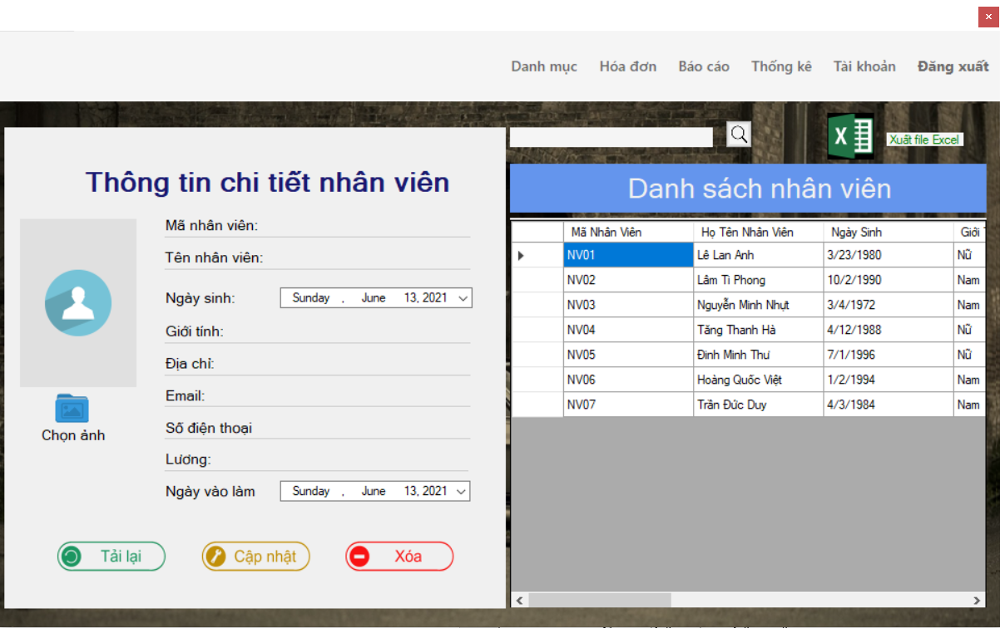 Danh mục Hóa đơn Báo cáo Thống kê Tài khoản Đăng xuất
X
Xuất file Excel
Thông tin chi tiết nhân viên
Mã nhân viên:
Tên nhân viên:
Ngày sinh: Sunday , June 13, 2021
Giới tính:
Địa chỉ:
Email:
Số điện thoại
Lương:
Ngày vào làm Sunday , June 13, 2021
Chọn ảnh
Tải lại Cập nhật Xóa
Danh sách nhân viên
Mã Nhân Viên Họ Tên Nhân Viên Ngày Sinh Giới
NV01 Lê Lan Anh 3/23/1980 Nữ
NV02 Lâm Ti Phong 10/2/1990 Nam
NV03 Nguyễn Minh Nhựt 3/4/1972 Nam
NV04 Tăng Thanh Hà 4/12/1988 Nữ
NV05 Đinh Minh Thư 7/1/1996 Nữ
NV06 Hoàng Quốc Việt 1/2/1994 Nam
NV07 Trần Đức Duy 4/3/1984 Nam